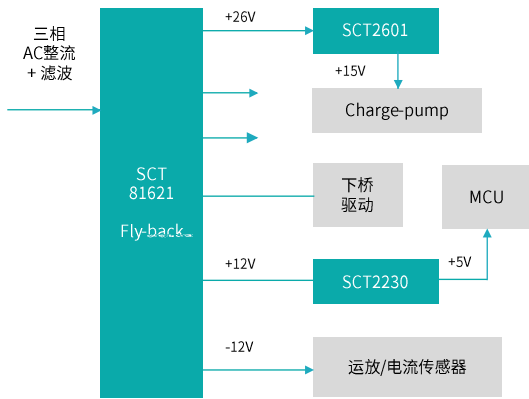 三相
AC整流
+ 滤波
SCT
81621
Fly-back
+26V
SCT2601
+15V
Charge-pump
下桥
驱动
MCU
+12V
SCT2230
+5V
-12V
运放/电流传感器